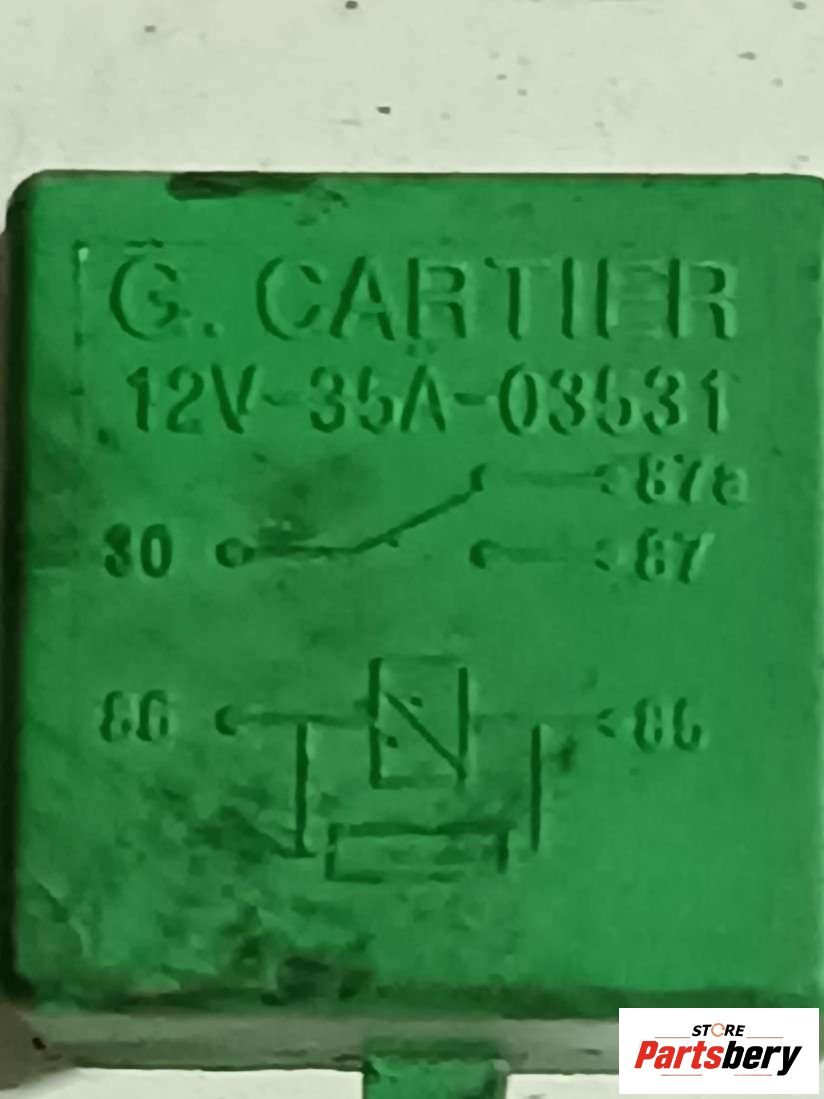 G. CARTIER
12V-35A-03531
87a
30 87
86 85
STORE
Partsbery